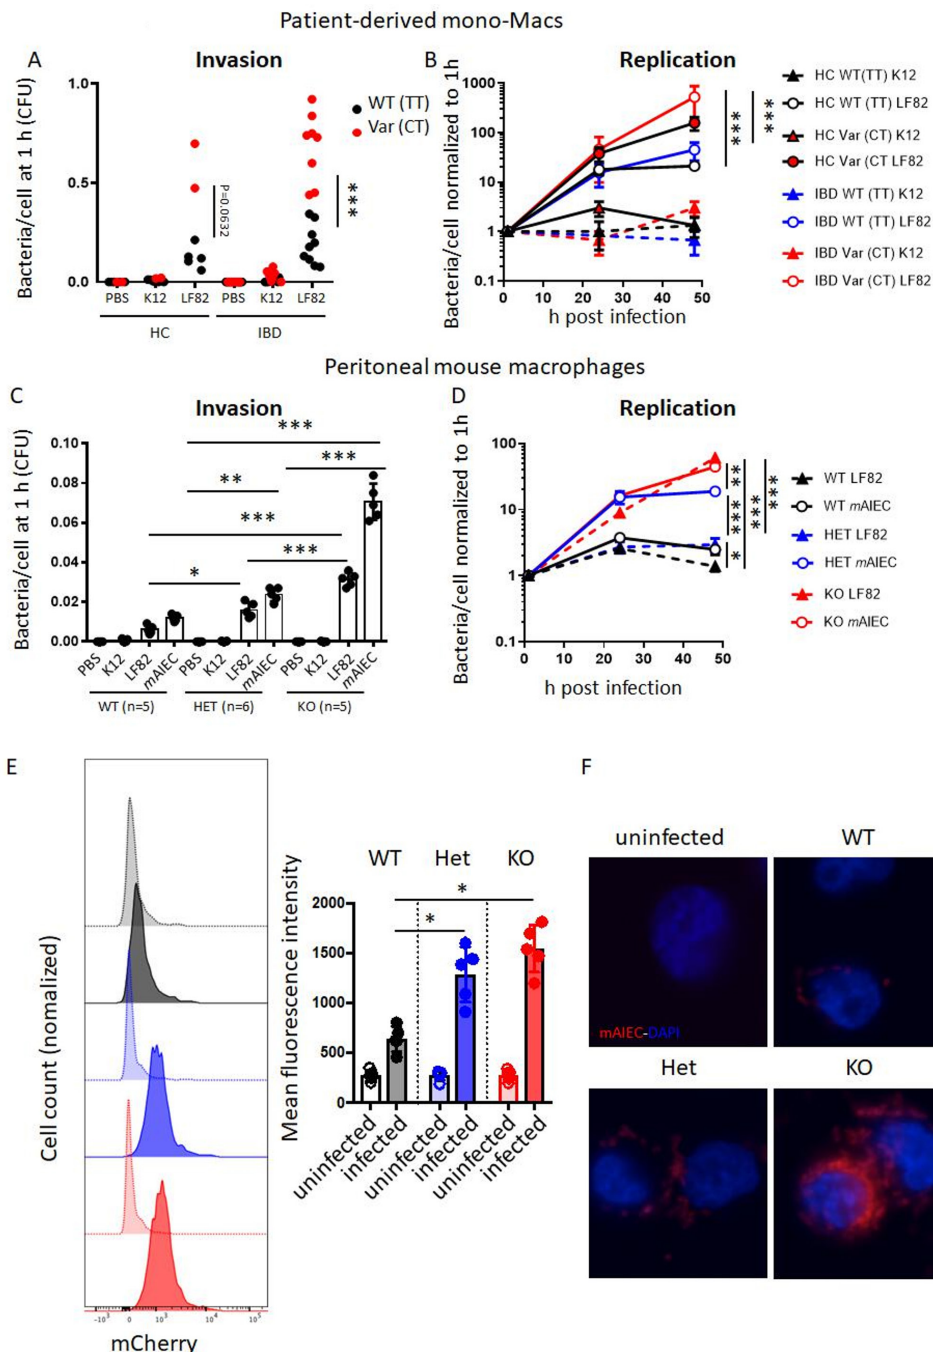 Patient-derived mono-Macs
A
Invasion
Bacteria/cell at 1 h (CFU)
1.0
0.5
0.0
WT (TT)
Var (CT)
P=0.0632
***
PBS K12 LF82 PBS K12 LF82
HC IBD
B
Replication
Bacteria/cell normalized to 1h
1000
100
10
1
0.1
0 10 20 30 40 50
h post infection
***
***
HC WT(TT) K12
HC WT (TT) LF82
HC Var (CT) K12
HC Var (CT LF82
IBD WT (TT) K12
IBD WT (TT) LF82
IBD Var (CT) K12
IBD Var (CT) LF82
Peritoneal mouse macrophages
C
Invasion
Bacteria/cell at 1 h (CFU)
0.10
0.08
0.06
0.04
0.02
0.00
***
***
**
***
***
*
PBS K12 LF82 mAIEC PBS K12 LF82 mAIEC PBS K12 LF82 mAIEC
WT (n=5) HET (n=6) KO (n=5)
D
Replication
Bacteria/cell normalized to 1h
100
10
1
0.1
0 10 20 30 40 50
h post infection
**
***
*
***
***
WT LF82
WT mAIEC
HET LF82
HET mAIEC
KO LF82
KO mAIEC
E
Cell count (nomalized)
-10³ 0 10³ 10⁴ 10⁵
mCherry
WT Het KO
Mean fluorescence intensity
2000
1500
1000
500
0
*
*
uninfected infected uninfected infected uninfected infected
F
uninfected WT
mAIEC-DAPI
Het KO